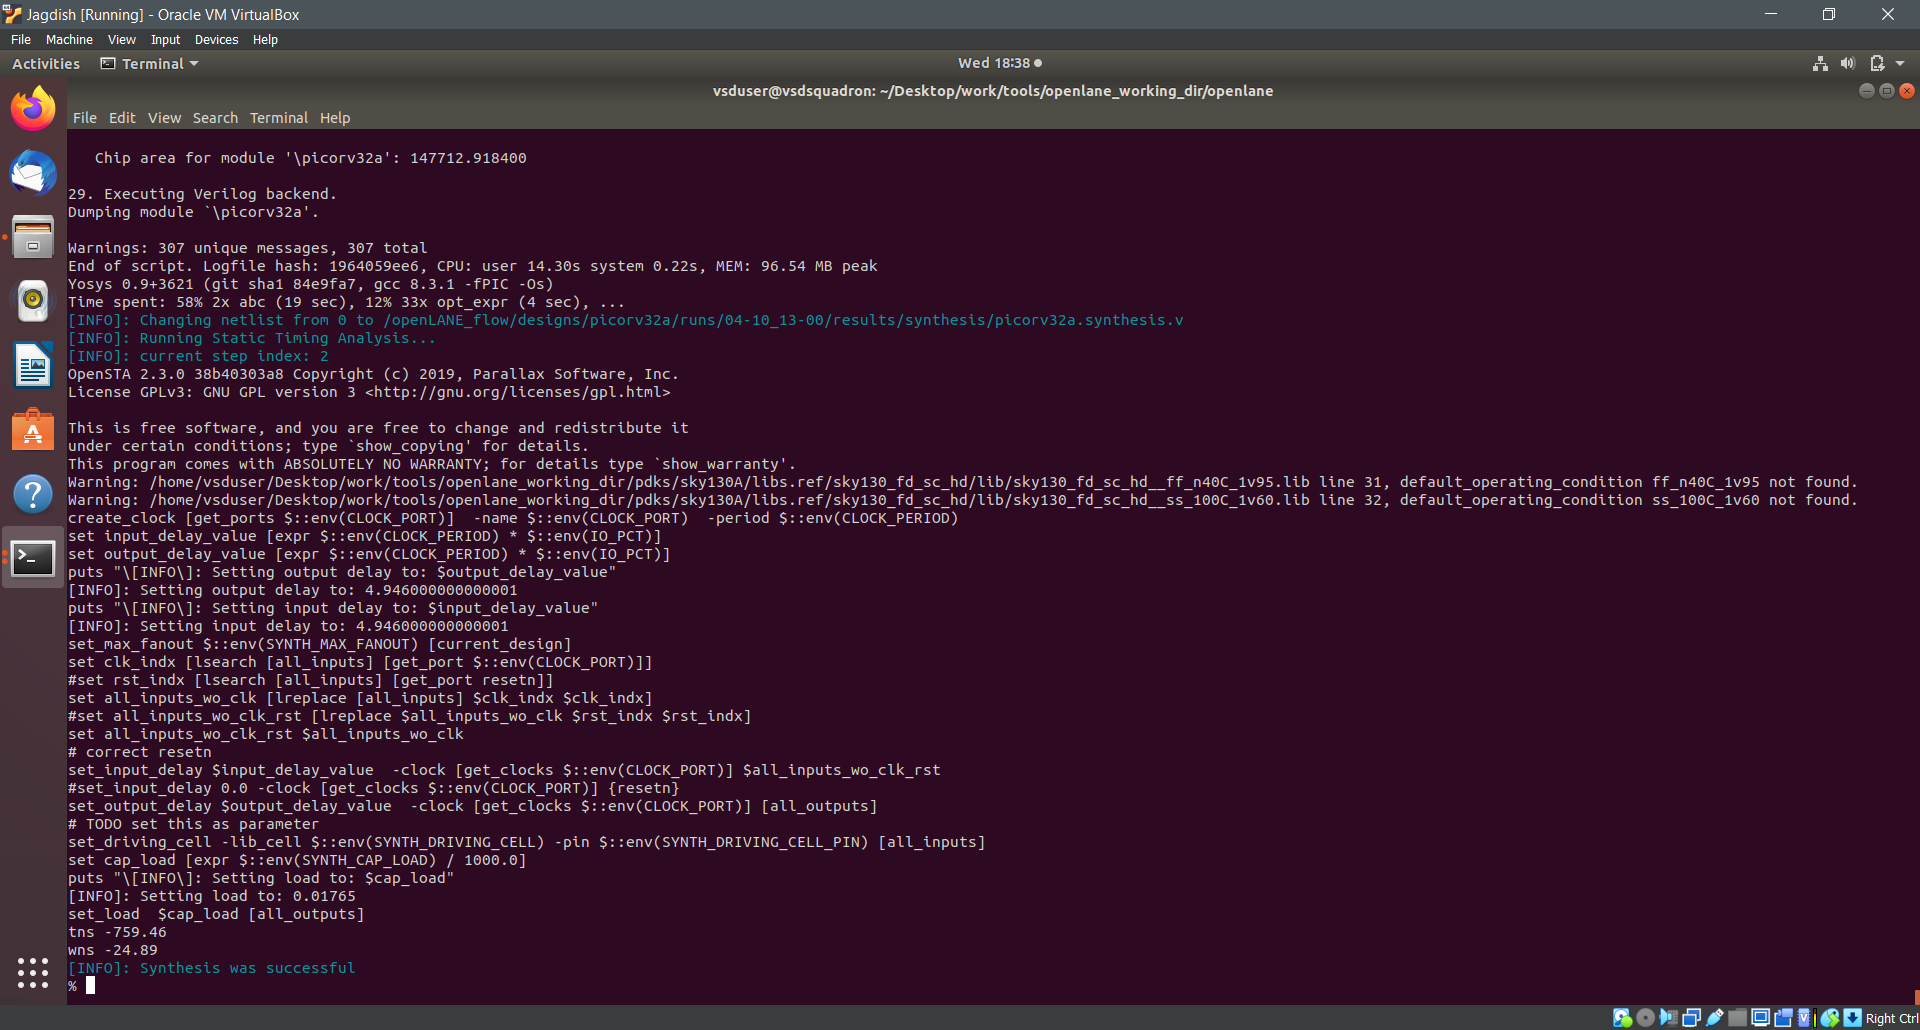 Jagdish [Running] - Oracle VM VirtualBox
File Machine View Input Devices Help
Activities Terminal Wed 18:38
vsduser@vsdsquadron: ~/Desktop/work/tools/openlane_working_dir/openlane
File Edit View Search Terminal Help
Chip area for module '\picorv32a': 147712.918400
29. Executing Verilog backend.
Dumping module `\picorv32a'.
Warnings: 307 unique messages, 307 total
End of script. Logfile hash: 1964059ee6, CPU: user 14.30s system 0.22s, MEM: 96.54 MB peak
Yosys 0.9+3621 (git sha1 84e9fa7, gcc 8.3.1 -fPIC -Os)
Time spent: 58% 2x abc (19 sec), 12% 33x opt_expr (4 sec), ...
[INFO]: Changing netlist from 0 to /openLANE_flow/designs/picorv32a/runs/04-10_13-00/results/synthesis/picorv32a.synthesis.v
[INFO]: Running Static Timing Analysis...
[INFO]: current step index: 2
OpenSTA 2.3.0 38b40303a8 Copyright (c) 2019, Parallax Software, Inc.
License GPLv3: GNU GPL version 3 <http://gnu.org/licenses/gpl.html>
This is free software, and you are free to change and redistribute it
under certain conditions; type `show_copying' for details.
This program comes with ABSOLUTELY NO WARRANTY; for details type `show_warranty'.
Warning: /home/vsduser/Desktop/work/tools/openlane_working_dir/pdks/sky130A/libs.ref/sky130_fd_sc_hd/lib/sky130_fd_sc_hd__ff_n40C_1v95.lib line 31, default_operating_condition ff_n40C_1v95 not found.
Warning: /home/vsduser/Desktop/work/tools/openlane_working_dir/pdks/sky130A/libs.ref/sky130_fd_sc_hd/lib/sky130_fd_sc_hd__ss_100C_1v60.lib line 32, default_operating_condition ss_100C_1v60 not found.
create_clock [get_ports $::env(CLOCK_PORT)]  -name $::env(CLOCK_PORT)  -period $::env(CLOCK_PERIOD)
set input_delay_value [expr $::env(CLOCK_PERIOD) * $::env(IO_PCT)]
set output_delay_value [expr $::env(CLOCK_PERIOD) * $::env(IO_PCT)]
puts "\[INFO\]: Setting output delay to: $output_delay_value"
[INFO]: Setting output delay to: 4.946000000000001
puts "\[INFO\]: Setting input delay to: $input_delay_value"
[INFO]: Setting input delay to: 4.946000000000001
set_max_fanout $::env(SYNTH_MAX_FANOUT) [current_design]
set clk_indx [lsearch [all_inputs] [get_port $::env(CLOCK_PORT)]]
#set rst_indx [lsearch [all_inputs] [get_port resetn]]
set all_inputs_wo_clk [lreplace [all_inputs] $clk_indx $clk_indx]
#set all_inputs_wo_clk_rst [lreplace $all_inputs_wo_clk $rst_indx $rst_indx]
set all_inputs_wo_clk_rst $all_inputs_wo_clk
# correct resetn
set_input_delay $input_delay_value  -clock [get_clocks $::env(CLOCK_PORT)] $all_inputs_wo_clk_rst
#set_input_delay 0.0 -clock [get_clocks $::env(CLOCK_PORT)] {resetn}
set_output_delay $output_delay_value  -clock [get_clocks $::env(CLOCK_PORT)] [all_outputs]
# TODO set this as parameter
set_driving_cell -lib_cell $::env(SYNTH_DRIVING_CELL) -pin $::env(SYNTH_DRIVING_CELL_PIN) [all_inputs]
set cap_load [expr $::env(SYNTH_CAP_LOAD) / 1000.0]
puts "\[INFO\]: Setting load to: $cap_load"
[INFO]: Setting load to: 0.01765
set_load  $cap_load [all_outputs]
tns -759.46
wns -24.89
[INFO]: Synthesis was successful
%
Right Ctrl